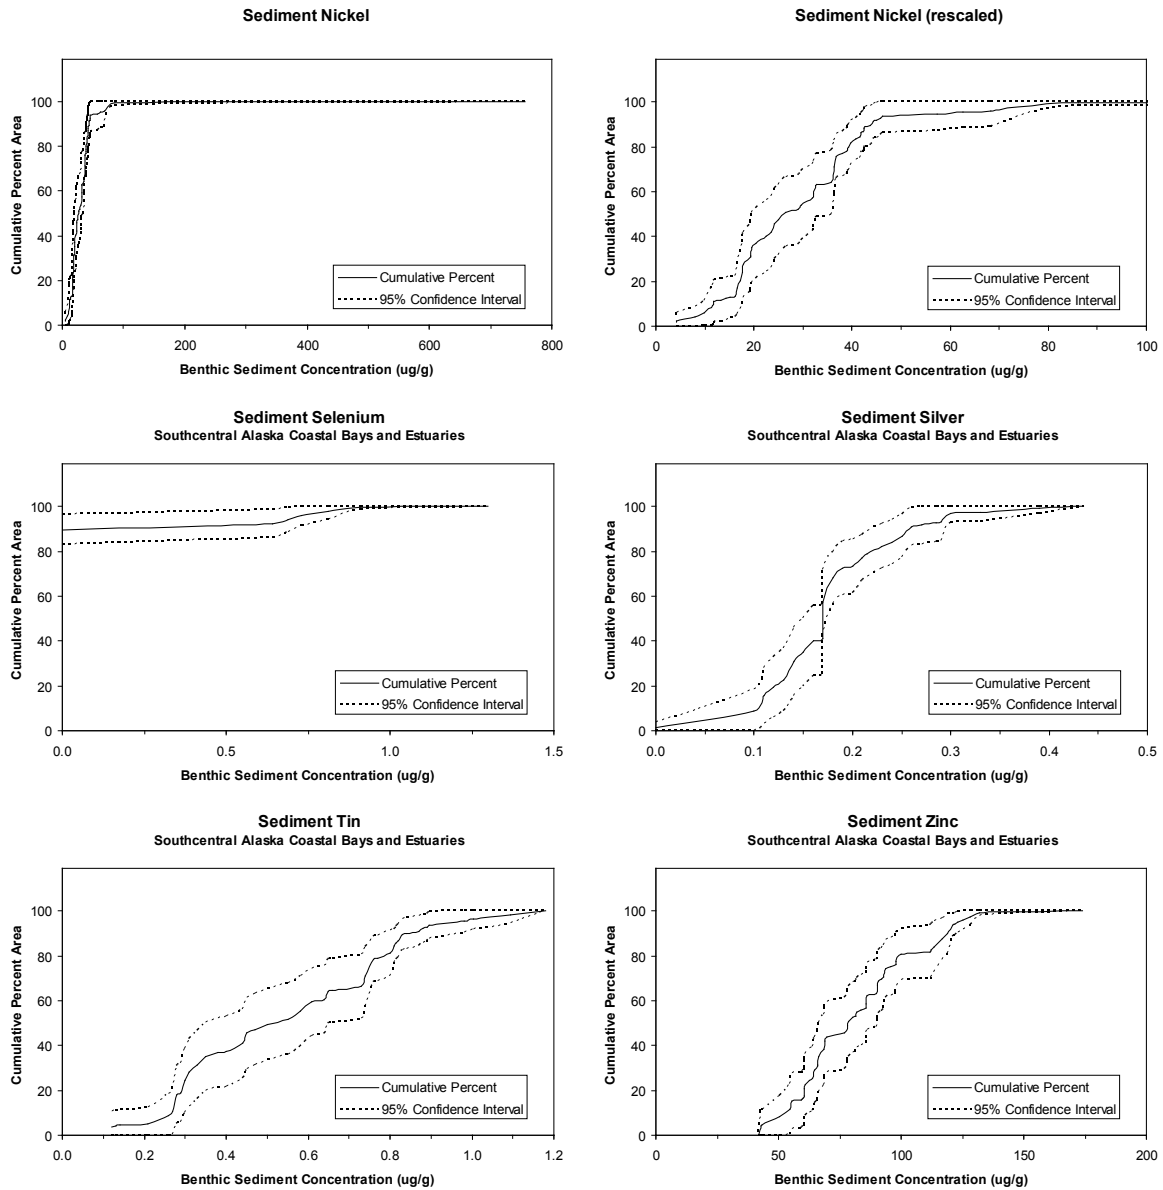 Sediment Nickel
Cumulative Percent Area
100
80
60
40
20
0
Cumulative Percent
95% Confidence Interval
0 200 400 600 800
Benthic Sediment Concentration (ug/g)
Sediment Nickel (rescaled)
Cumulative Percent Area
100
80
60
40
20
0
Cumulative Percent
95% Confidence Interval
0 20 40 60 80 100
Benthic Sediment Concentration (ug/g)
Sediment Selenium
Southcentral Alaska Coastal Bays and Estuaries
Cumulative Percent Area
100
80
60
40
20
0
Cumulative Percent
95% Confidence Interval
0.0 0.5 1.0 1.5
Benthic Sediment Concentration (ug/g)
Sediment Silver
Southcentral Alaska Coastal Bays and Estuaries
Cumulative Percent Area
100
80
60
40
20
0
Cumulative Percent
95% Confidence Interval
0.0 0.1 0.2 0.3 0.4 0.5
Benthic Sediment Concentration (ug/g)
Sediment Tin
Southcentral Alaska Coastal Bays and Estuaries
Cumulative Percent Area
100
80
60
40
20
0
Cumulative Percent
95% Confidence Interval
0.0 0.2 0.4 0.6 0.8 1.0 1.2
Benthic Sediment Concentration (ug/g)
Sediment Zinc
Southcentral Alaska Coastal Bays and Estuaries
Cumulative Percent Area
100
80
60
40
20
0
Cumulative Percent
95% Confidence Interval
0 50 100 150 200
Benthic Sediment Concentration (ug/g)